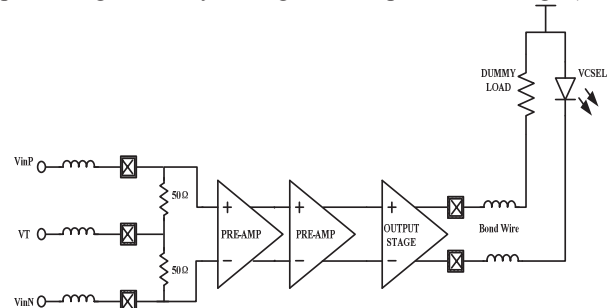 DUMMY
LOAD
VCSEL
VinP
50Ω
+
+
+
VT
PRE-AMP
PRE-AMP
OUTPUT
STAGE
Bond Wire
50Ω
−
−
−
VinN